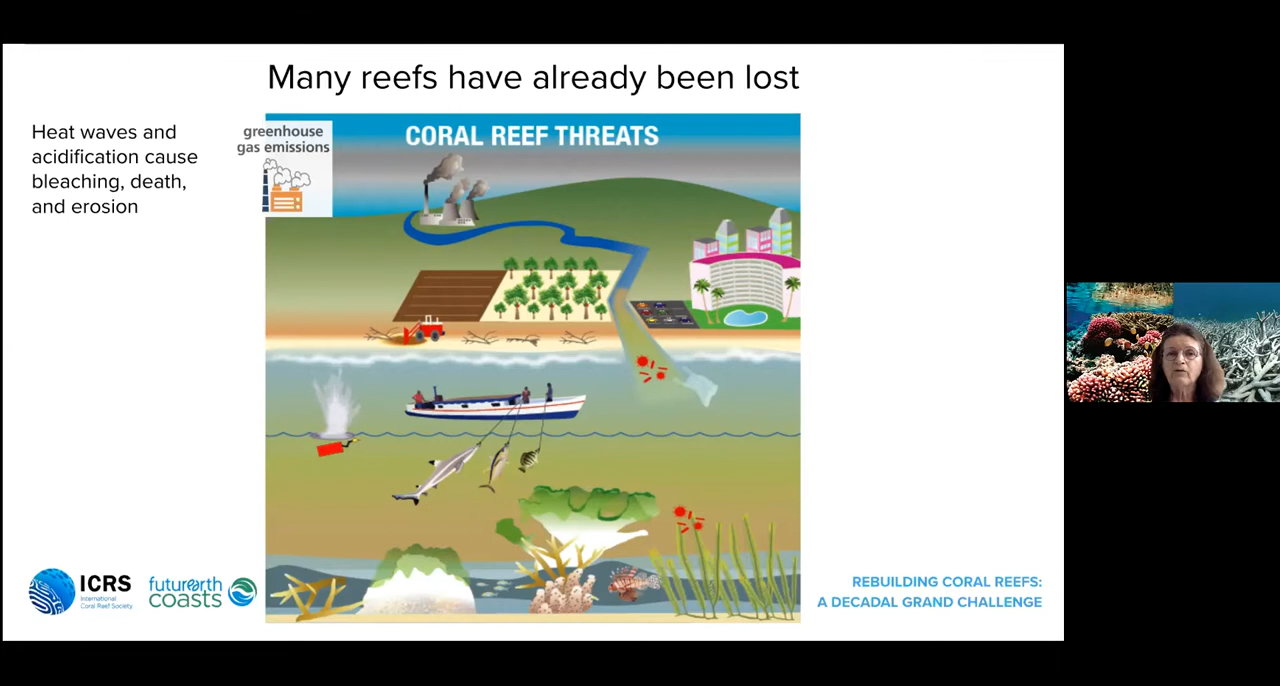 Many reefs have already been lost
Heat waves and
acidification cause
bleaching, death,
and erosion
greenhouse
gas emissions
CORAL REEF THREATS
ICRS
International
Coral Reef Society
futurearth
coasts
REBUILDING CORAL REEFS:
A DECADAL GRAND CHALLENGE